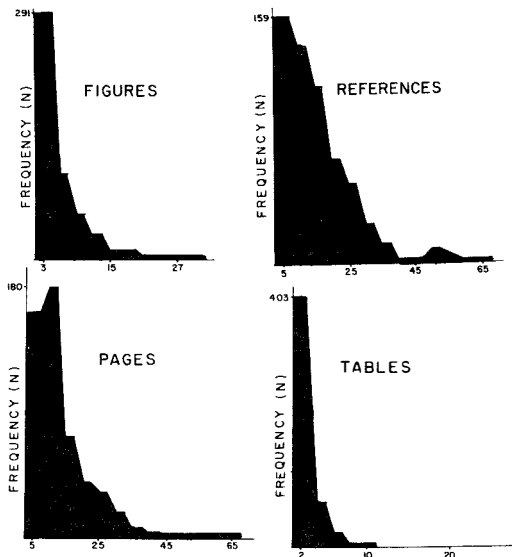 291
FIGURES
FREQUENCY (N)
3 15 27
159
REFERENCES
FREQUENCY (N)
5 25 45 65
180
PAGES
FREQUENCY (N)
5 25 45 65
403
TABLES
FREQUENCY (N)
2 10 20